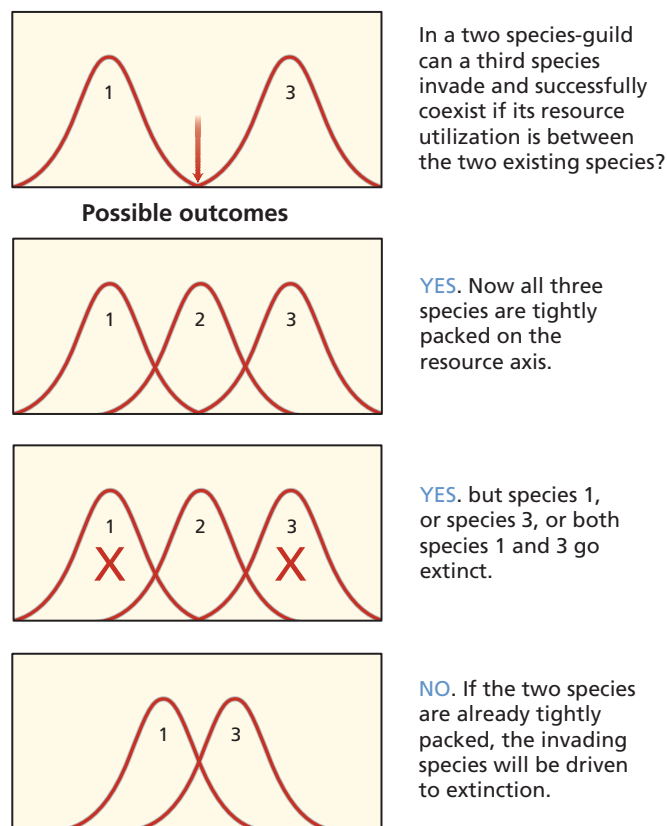 1
3
In a two species-guild
can a third species
invade and successfully
coexist if its resource
utilization is between
the two existing species?
Possible outcomes
1
2
3
YES. Now all three
species are tightly
packed on the
resource axis.
1
2
3
X
X
YES. but species 1,
or species 3, or both
species 1 and 3 go
extinct.
1
3
NO. If the two species
are already tightly
packed, the invading
species will be driven
to extinction.